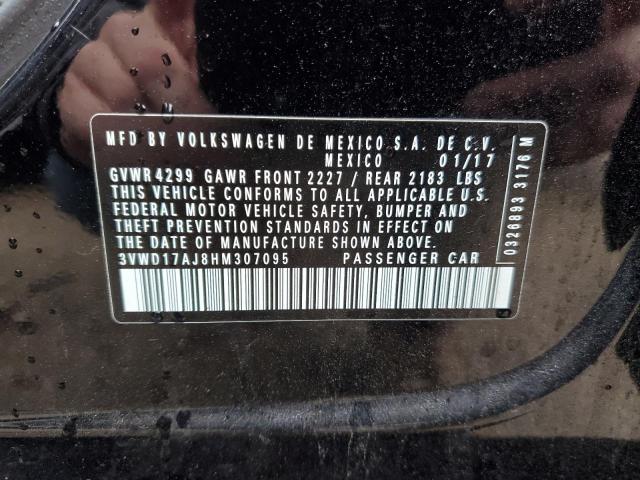 MFD BY VOLKSWAGEN DE MEXICO S.A. DE C.V.
MEXICO 01/17
GVWR 4299 GAWR FRONT 2227 / REAR 2183 LBS
THIS VEHICLE CONFORMS TO ALL APPLICABLE U.S.
FEDERAL MOTOR VEHICLE SAFETY, BUMPER AND
THEFT PREVENTION STANDARDS IN EFFECT ON
THE DATE OF MANUFACTURE SHOWN ABOVE.
3VWD17AJ8HM307095 PASSENGER CAR
0326893 3176 M